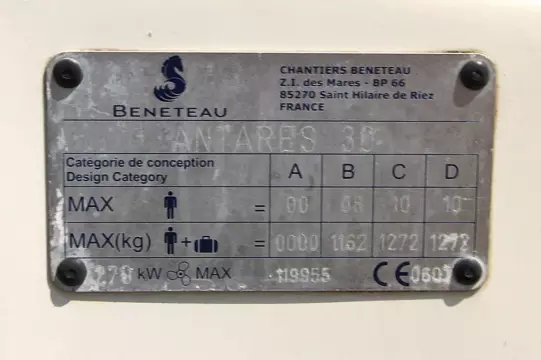 BENETEAU
CHANTIERS BENETEAU
Z.I. des Mares - BP 66
85270 Saint Hilaire de Riez
FRANCE
ANTARES 30
Catégorie de conception
Design Category
A B C D
MAX = 00 08 10 10
MAX(kg) + = 0000 1162 1272 1272
kW MAX 119955 CE